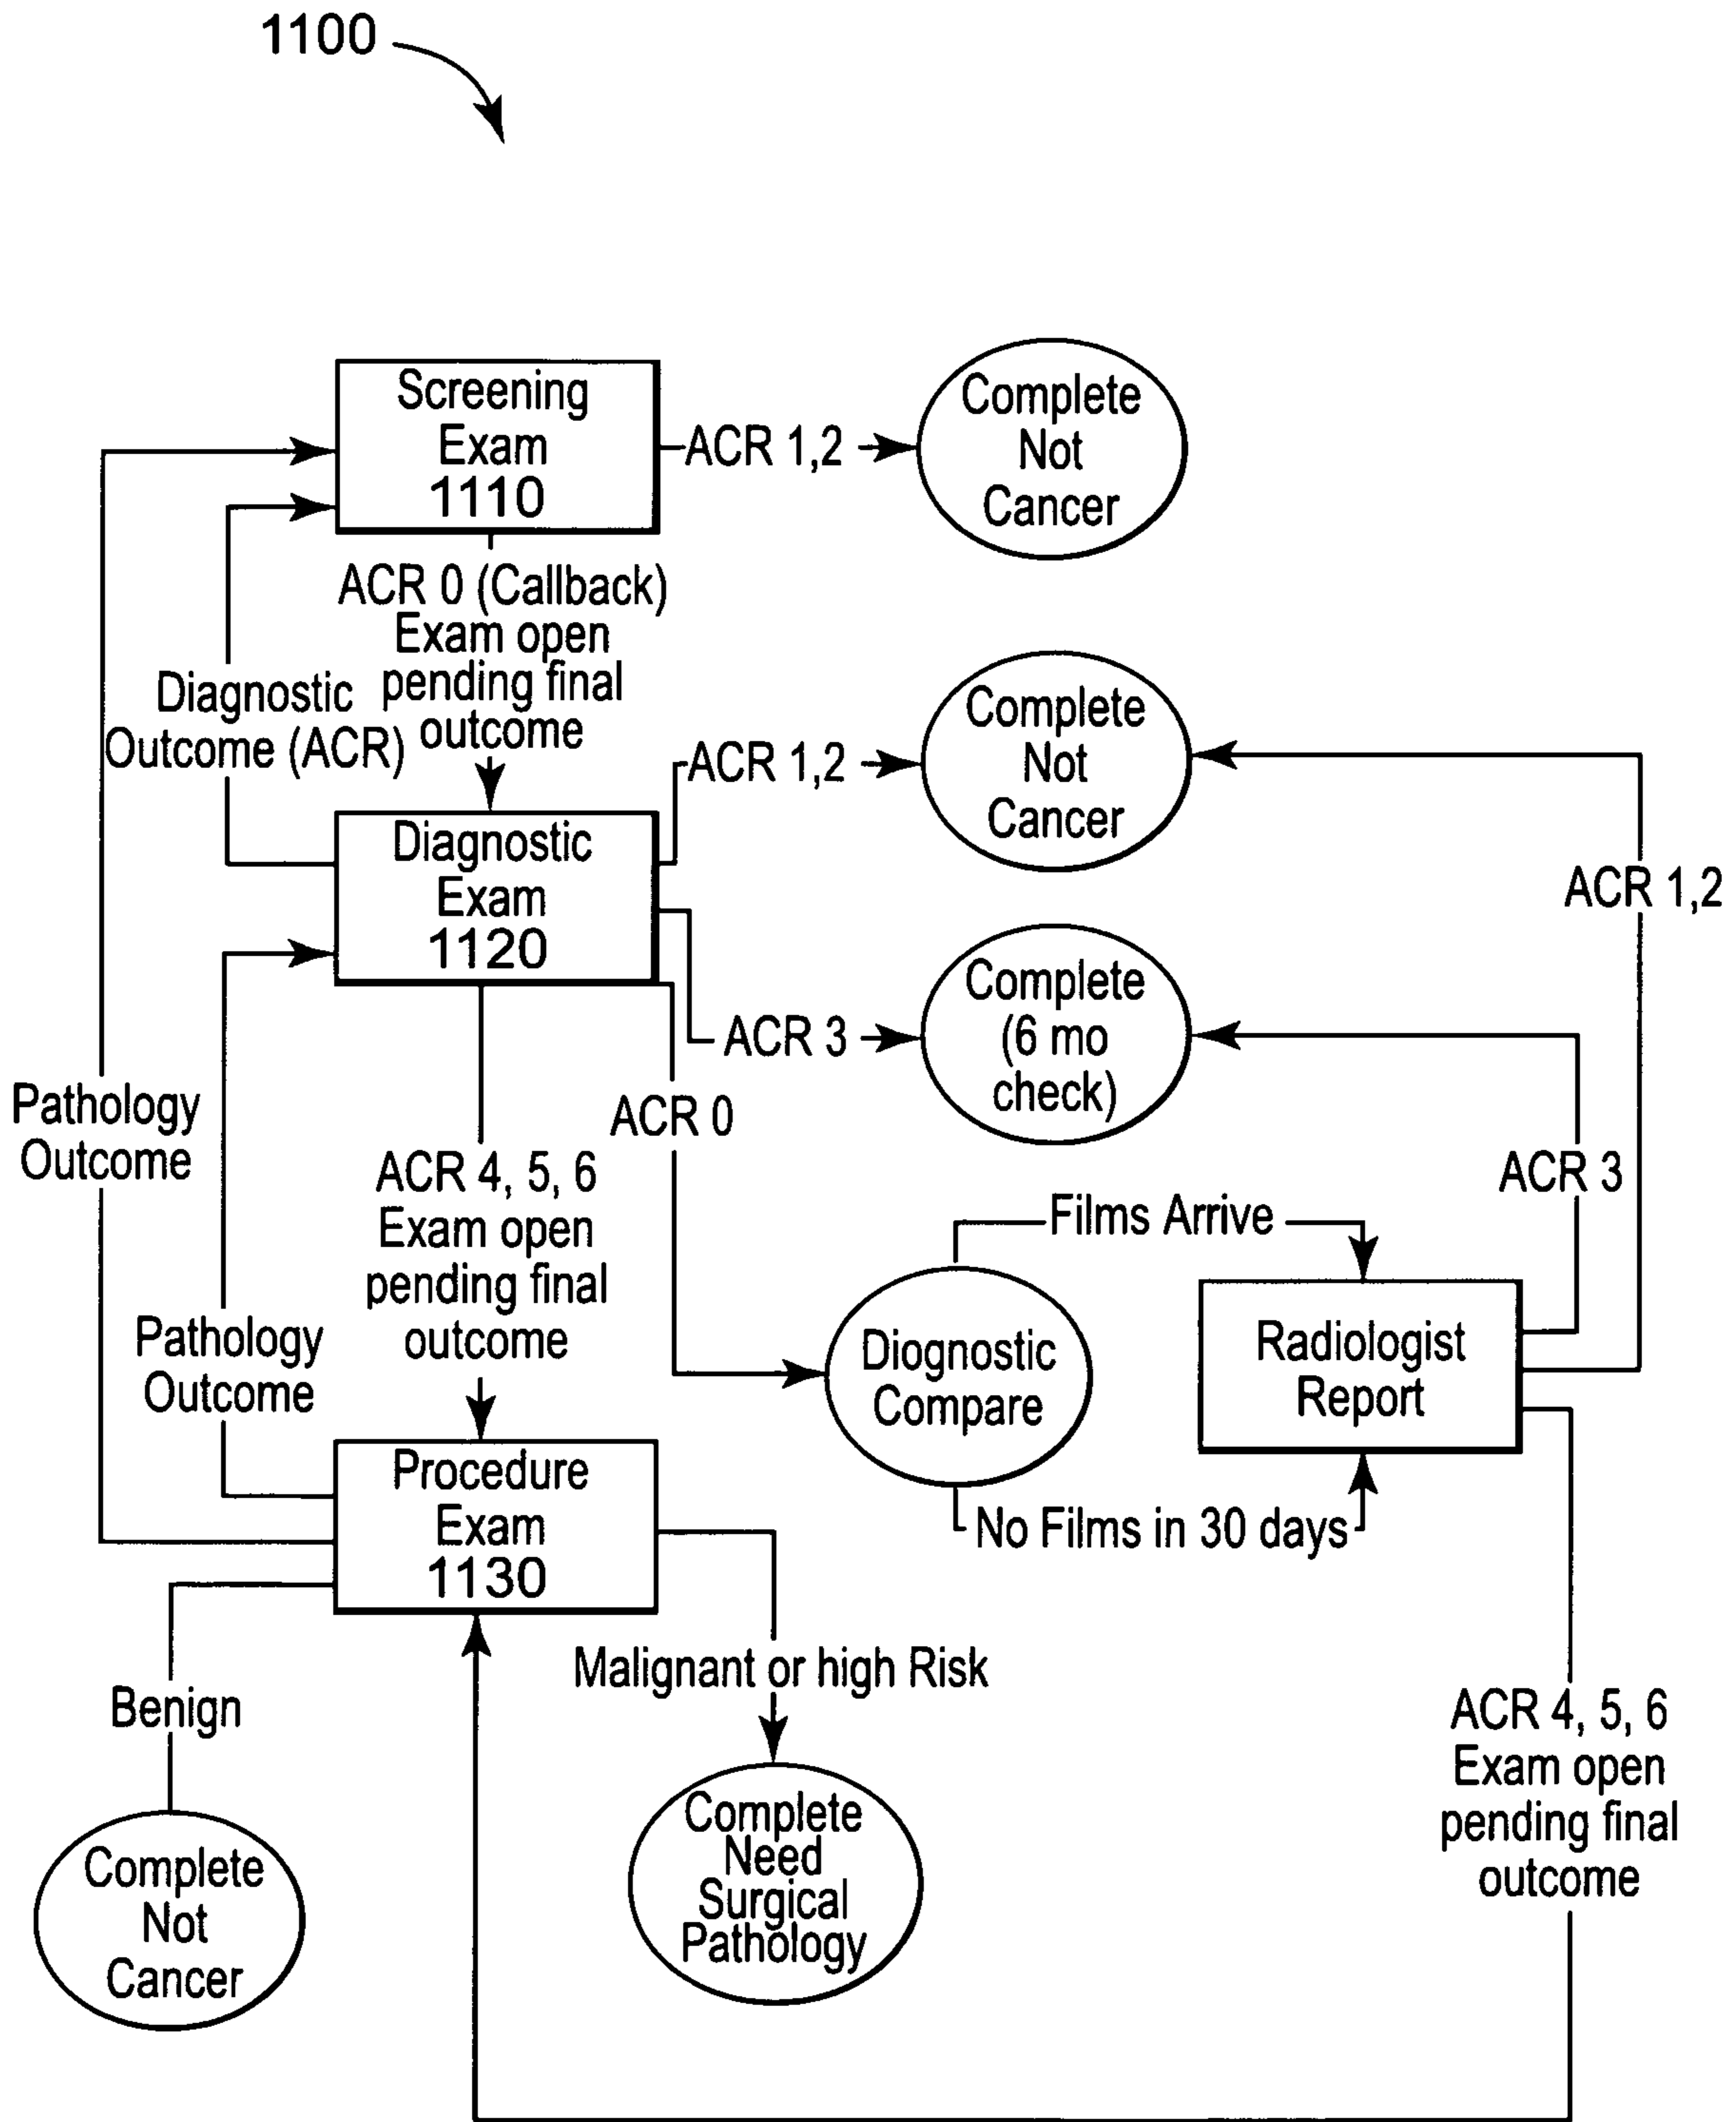 1100
Screening
Exam
1110
ACR 1,2
Complete
Not
Cancer
ACR 0 (Callback)
Exam open
pending final
outcome
Diagnostic
Outcome (ACR)
Diagnostic
Exam
1120
ACR 1,2
Complete
Not
Cancer
ACR 1,2
ACR 3
Complete
(6 mo
check)
ACR 3
ACR 0
Pathology
Outcome
ACR 4, 5, 6
Exam open
pending final
outcome
Pathology
Outcome
Films Arrive
Diognostic
Compare
Radiologist
Report
No Films in 30 days
Procedure
Exam
1130
Malignant or high Risk
Benign
Complete
Need
Surgical
Pathology
Complete
Not
Cancer
ACR 4, 5, 6
Exam open
pending final
outcome